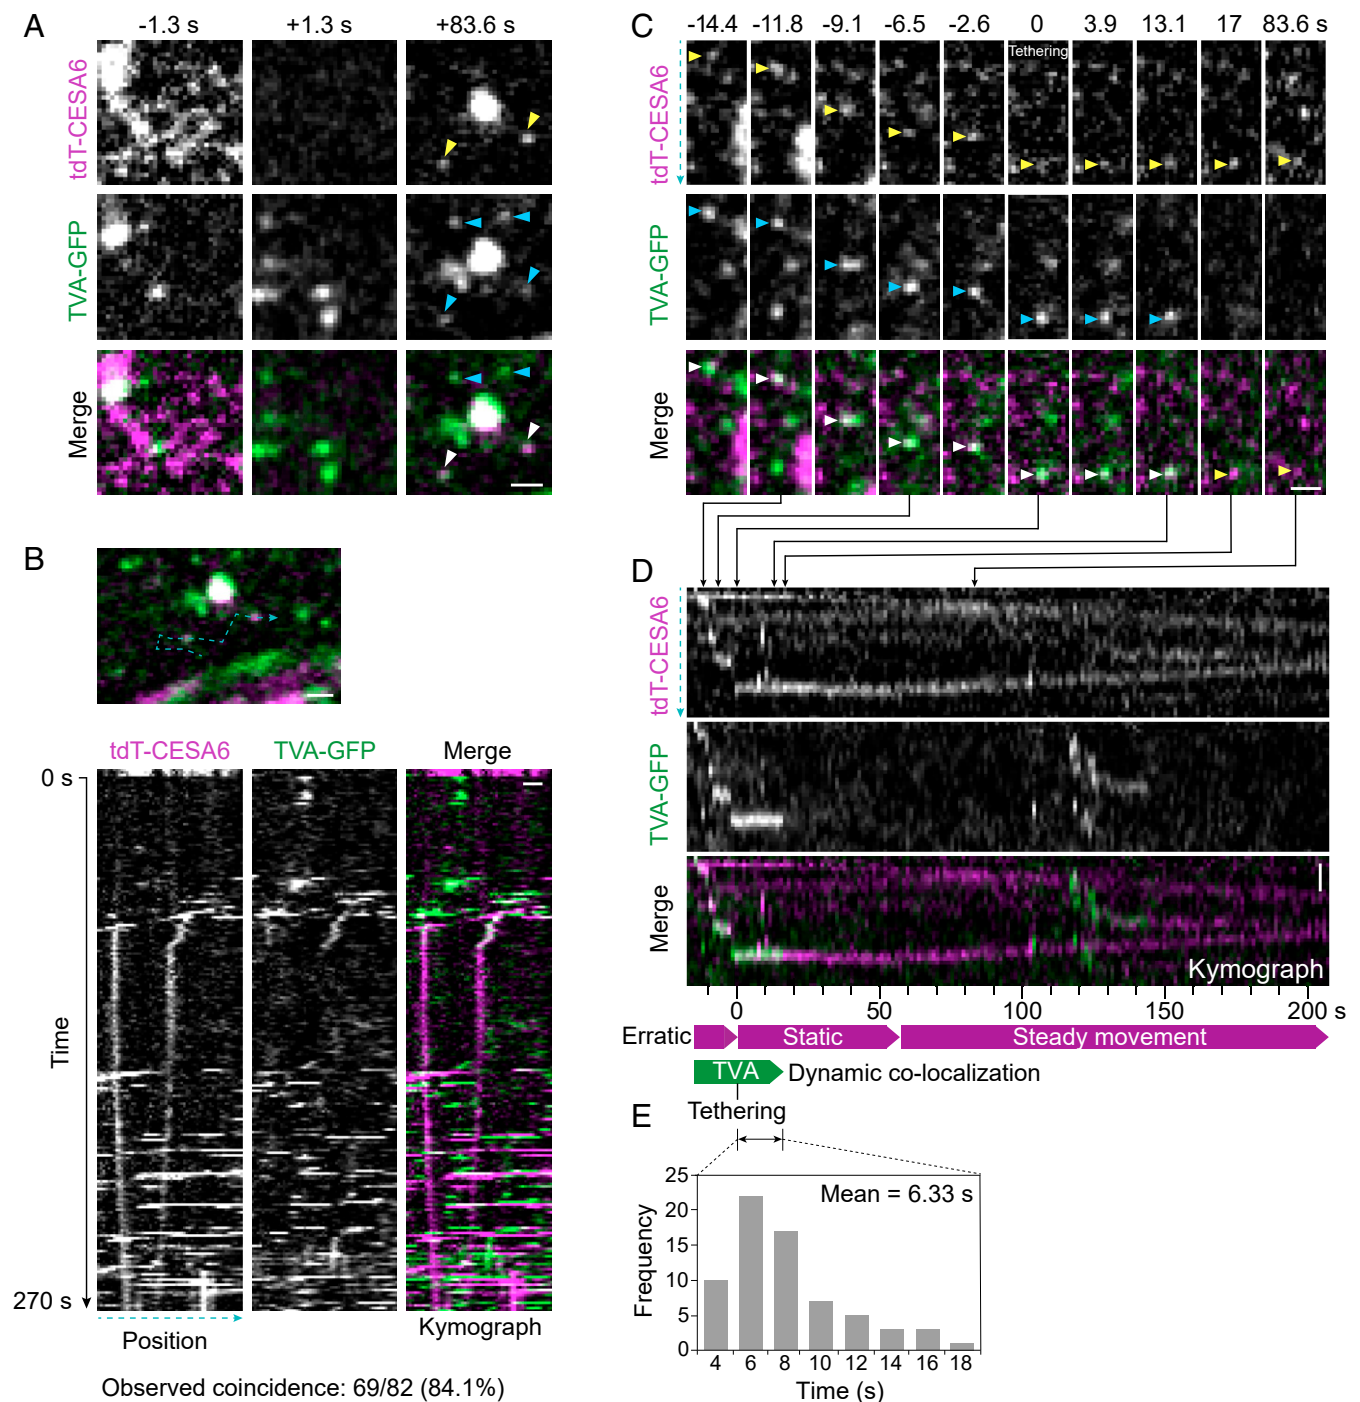 A
-1.3 s +1.3 s +83.6 s
tdT-CESA6
TVA-GFP
Merge
B
tdT-CESA6 TVA-GFP Merge
0 s
Time
270 s
Position
Kymograph
Observed coincidence: 69/82 (84.1%)
C
-14.4 -11.8 -9.1 -6.5 -2.6 0 3.9 13.1 17 83.6 s
Tethering
tdT-CESA6
TVA-GFP
Merge
D
tdT-CESA6
TVA-GFP
Merge
Kymograph
0 50 100 150 200 s
Erratic Static Steady movement
TVA Dynamic co-localization
Tethering
E
Mean = 6.33 s
Frequency
25
20
15
10
5
0
4 6 8 10 12 14 16 18
Time (s)